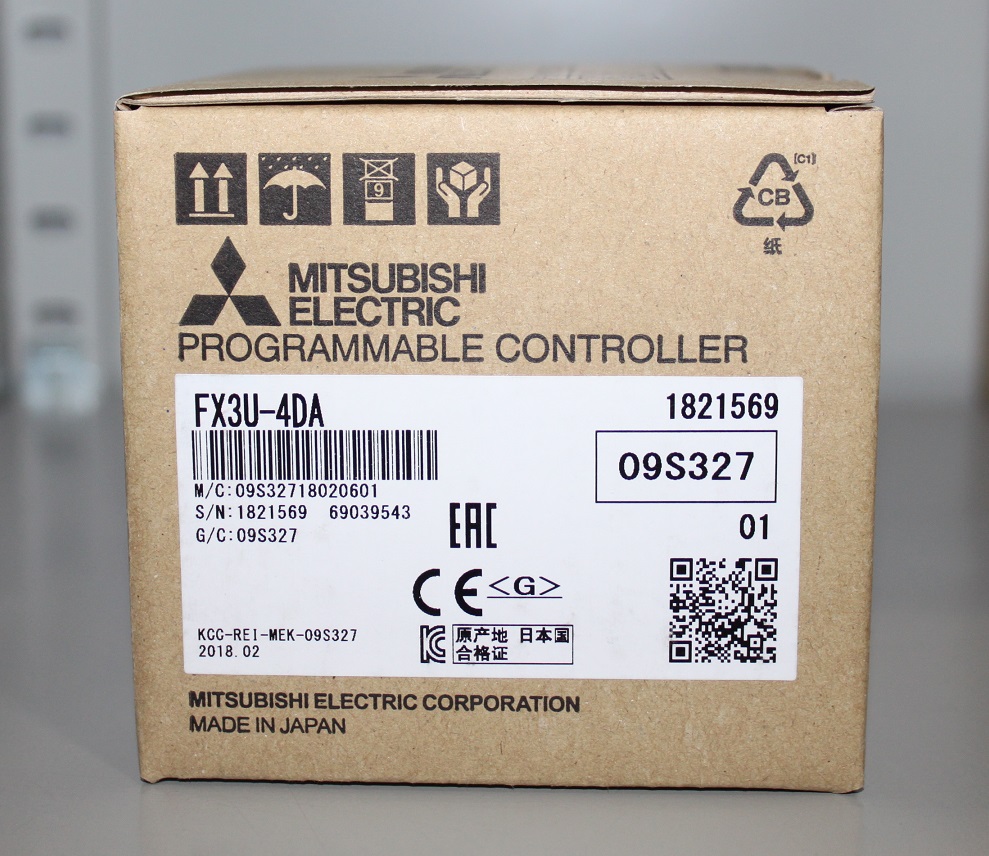 9
CB
[C1]
纸
MITSUBISHI
ELECTRIC
PROGRAMMABLE CONTROLLER
FX3U-4DA
1821569
09S327
M/C:09S32718020601
S/N:1821569 69039543
G/C:09S327
EAC
01
CE <G>
KCC-REI-MEK-09S327
2018.02
原产地 日本国
合格证
MITSUBISHI ELECTRIC CORPORATION
MADE IN JAPAN